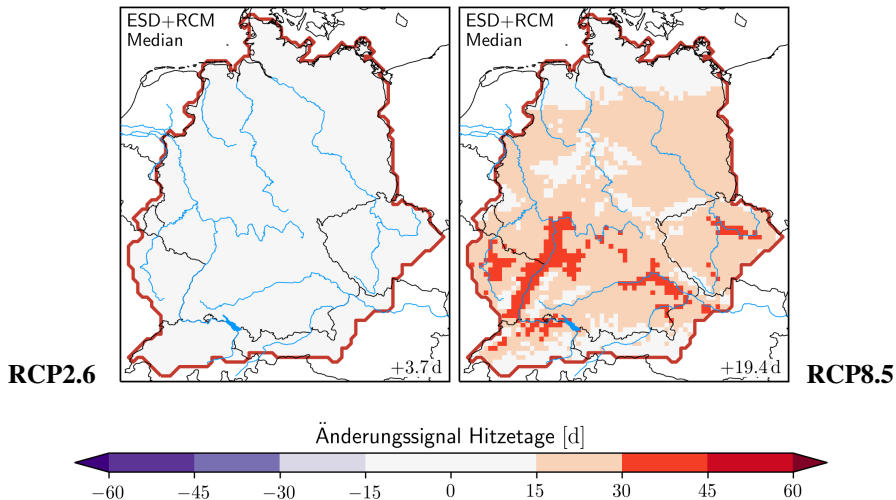 ESD+RCM
Median
ESD+RCM
Median
+3.7 d
+19.4 d
RCP2.6
RCP8.5
Änderungssignal Hitzetage [d]
−60 −45 −30 −15 0 15 30 45 60